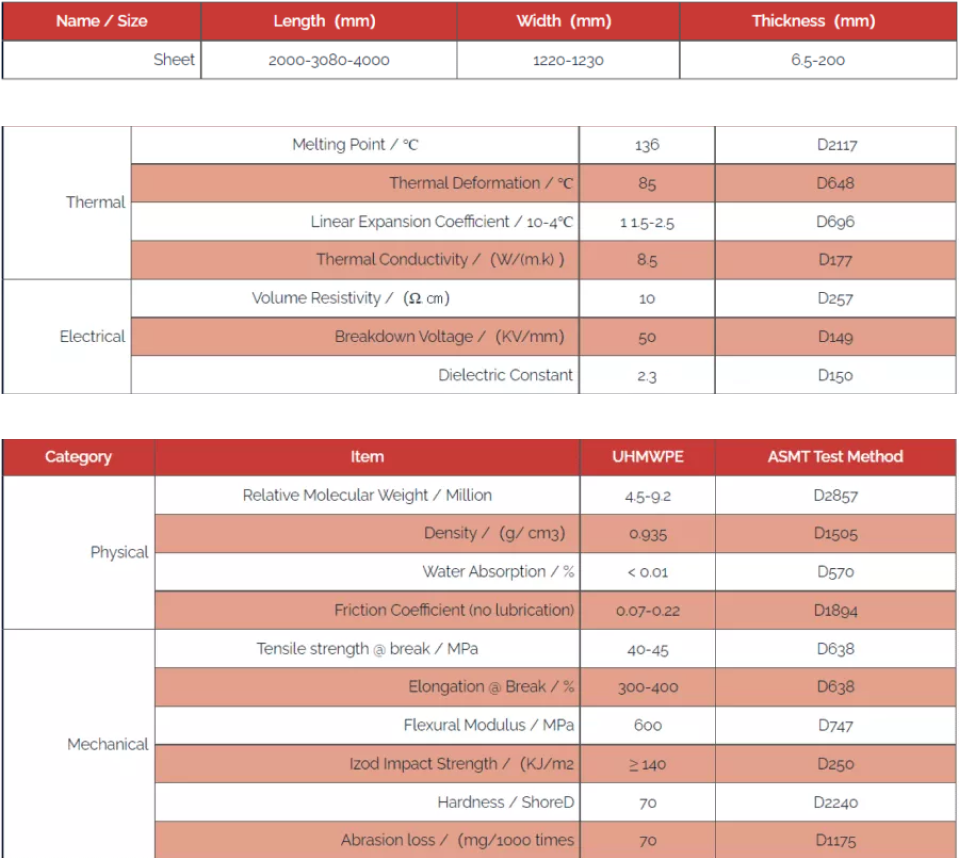 Name / Size Length (mm) Width (mm) Thickness (mm)
Sheet 2000-3080-4000 1220-1230 6.5-200
Melting Point / ℃ 136 D2117
Thermal Deformation / ℃ 85 D648
Thermal
Linear Expansion Coefficient / 10-4℃ 1 1.5-2.5 D696
Thermal Conductivity / (W/(m.k) ) 8.5 D177
Volume Resistivity / (Ω ㎝) 10 D257
Electrical Breakdown Voltage / (KV/mm) 50 D149
Dielectric Constant 2.3 D150
Category Item UHMWPE ASMT Test Method
Relative Molecular Weight / Million 4.5-9.2 D2857
Density / (g/ cm3) 0.935 D1505
Physical
Water Absorption / % < 0.01 D570
Friction Coefficient (no lubrication) 0.07-0.22 D1894
Tensile strength @ break / MPa 40-45 D638
Elongation @ Break / % 300-400 D638
Flexural Modulus / MPa 600 D747
Mechanical
Izod Impact Strength / (KJ/m2 ≥ 140 D250
Hardness / ShoreD 70 D2240
Abrasion loss / (mg/1000 times 70 D1175